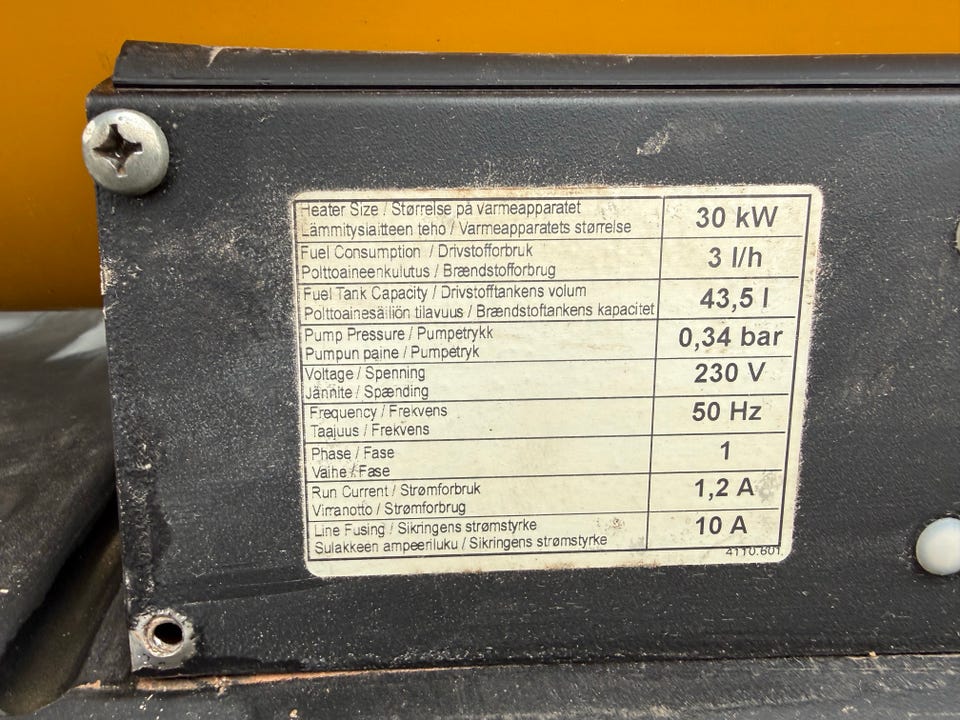 Heater Size / Størrelse på varmeapparatet
Lämmitysiaitteen teho / Varmeapparatets størrelse
30 kW
Fuel Consumption / Drivstofforbruk
Polttoaineenkulutus / Brændstofforbrug
3 l/h
Fuel Tank Capacity / Drivstofftankens volum
Polttoainesäiliön tilavuus / Brændstoftankens kapacitet
43,5 l
Pump Pressure / Pumpetrykk
Pumpun paine / Pumpetryk
0,34 bar
Voltage / Spenning
Jännite / Spænding
230 V
Frequency / Frekvens
Taajuus / Frekvens
50 Hz
Phase / Fase
Vaihe / Fase
1
Run Current / Strømforbruk
Virranotto / Strømforbrug
1,2 A
Line Fusing / Sikringens strømstyrke
Sulakkeen ampeeriluku / Sikringens strømstyrke
10 A
4110.601